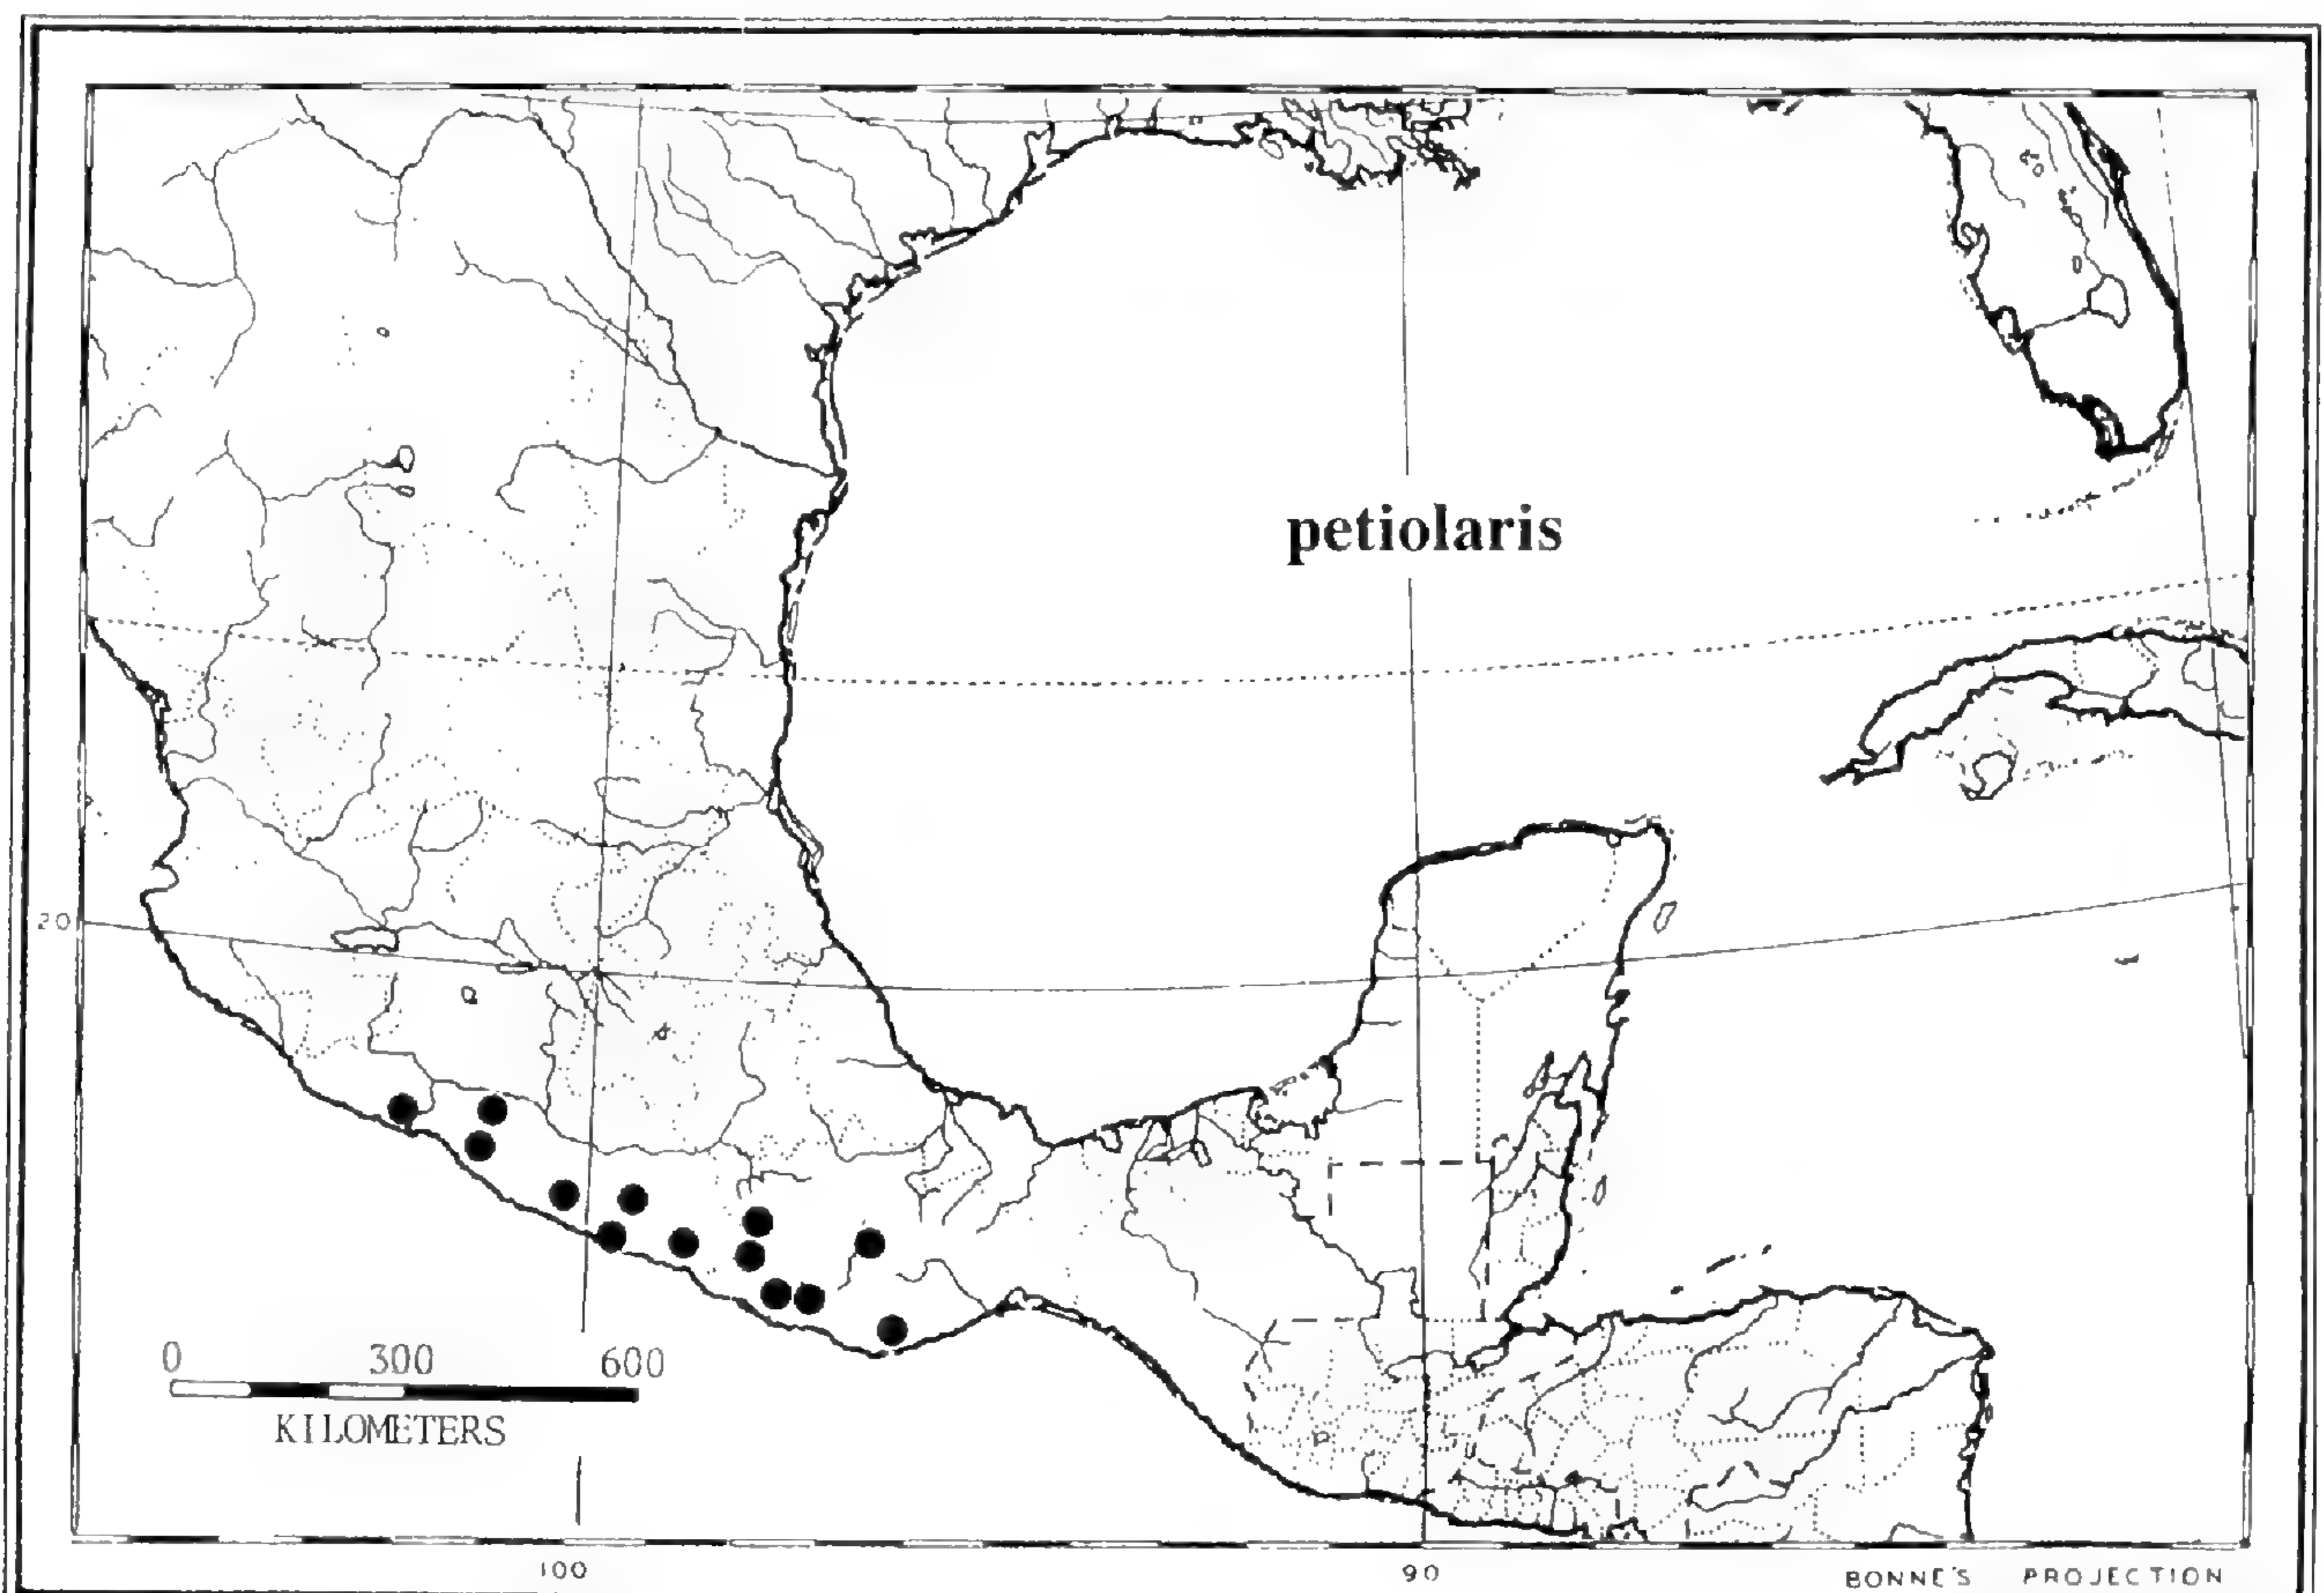 petiolaris
20
0 300 600
KILOMETERS
100 90
BONNE'S PROJECTION